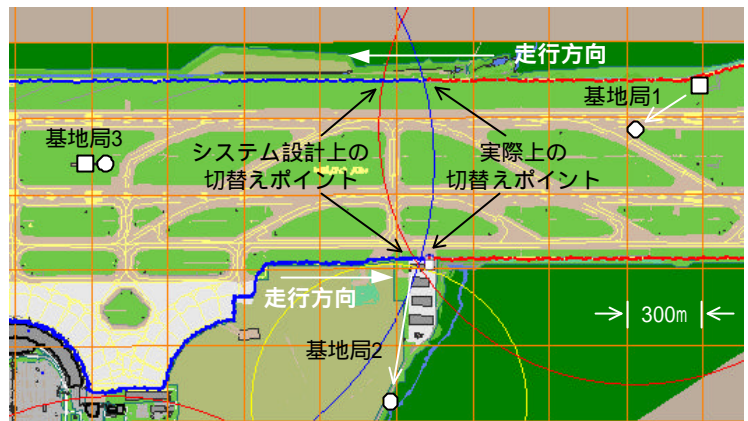 走行方向
基地局1
基地局3
システム設計上の
切替えポイント
実際上の
切替えポイント
走行方向
300m
基地局2